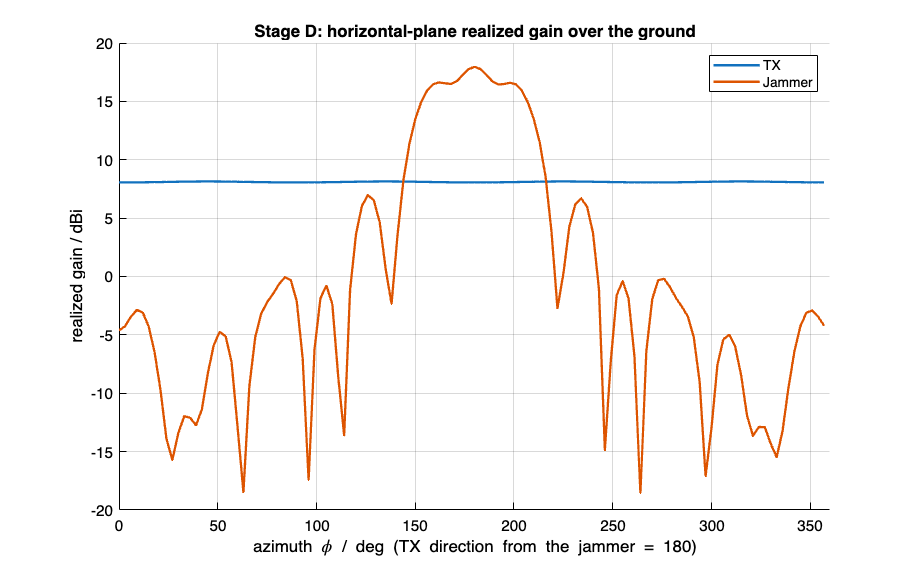 Stage D: horizontal-plane realized gain over the ground
TX
Jammer
realized gain / dBi
20
15
10
5
0
-5
-10
-15
-20
0 50 100 150 200 250 300 350
azimuth ϕ / deg (TX direction from the jammer = 180)